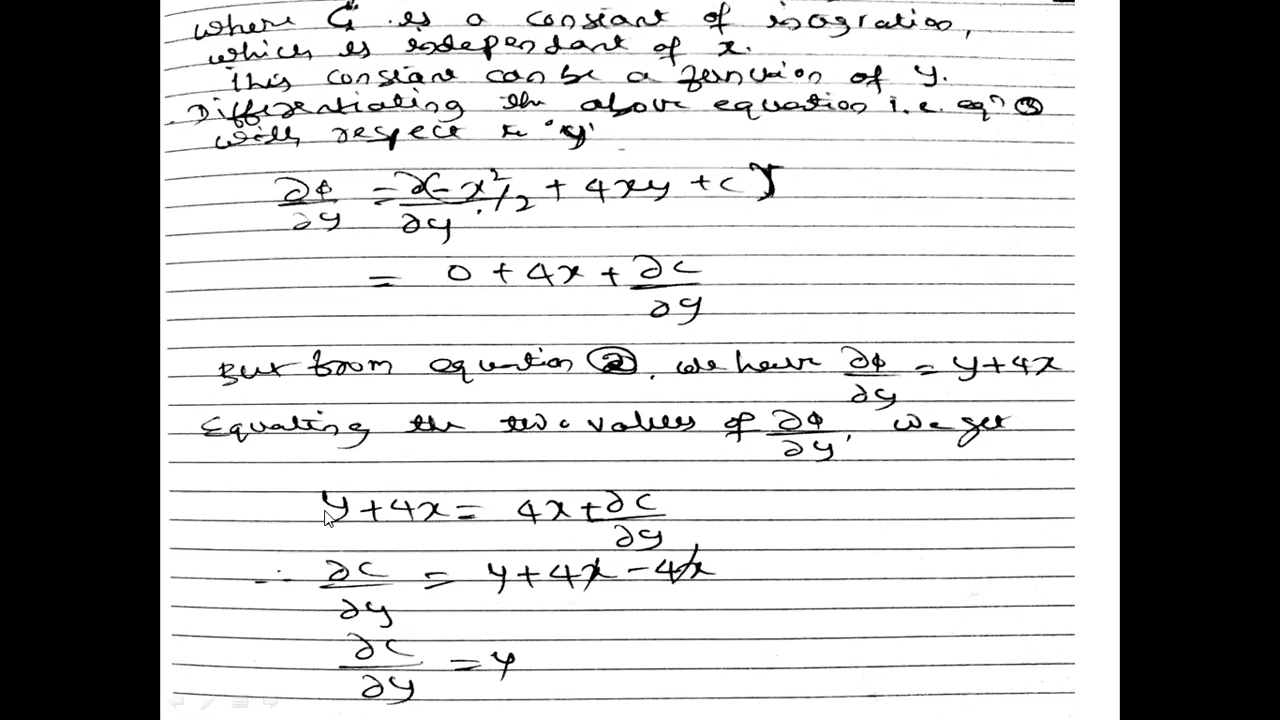 where C is a constant of intogration,
which is independant of x.
This constant can be a function of y.
Differentiating the above equation i.e. eqn ③
with respect to 'y'
∂Φ/∂y = ∂(-x²/2 + 4xy + C)/∂y
= 0 + 4x + ∂C/∂y
But from equation ②, we have ∂Φ/∂y = y + 4x
Equating the two values of ∂Φ/∂y, we get
y + 4x = 4x + ∂C/∂y
∴ ∂C/∂y = y + 4x - 4x
∂C/∂y = y